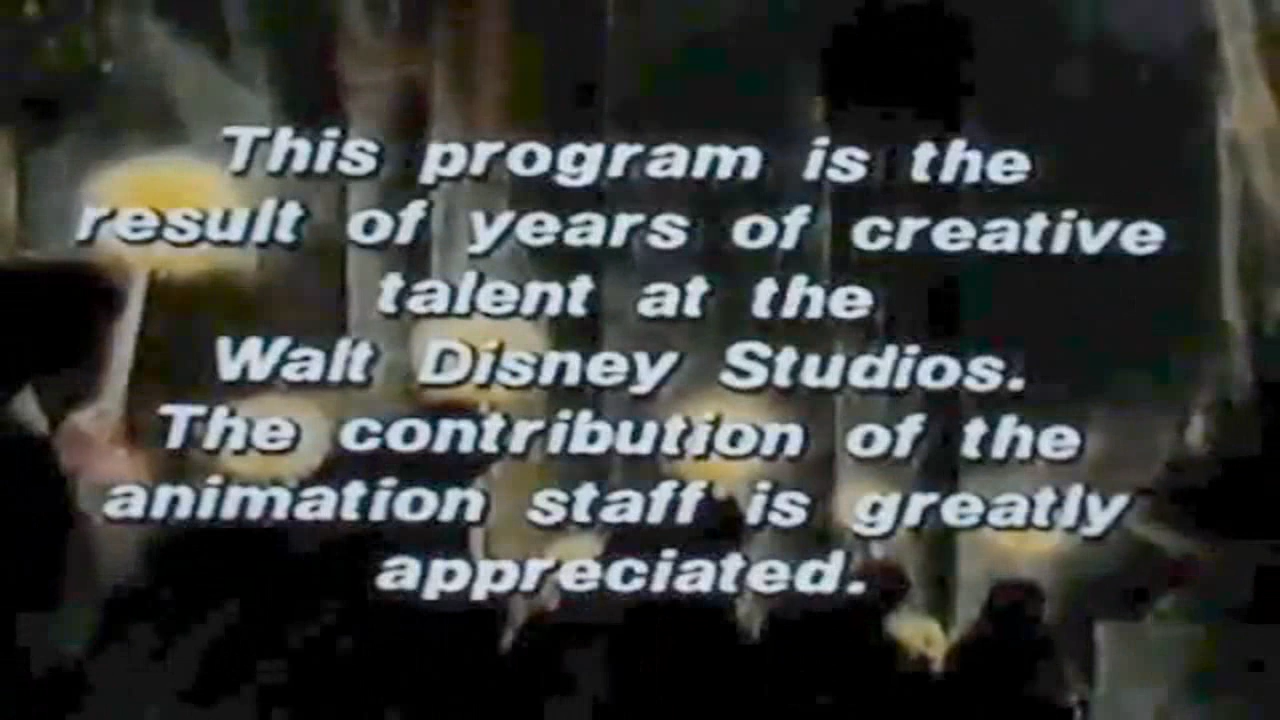 This program is the
result of years of creative
talent at the
Walt Disney Studios.
The contribution of the
animation staff is greatly
appreciated.